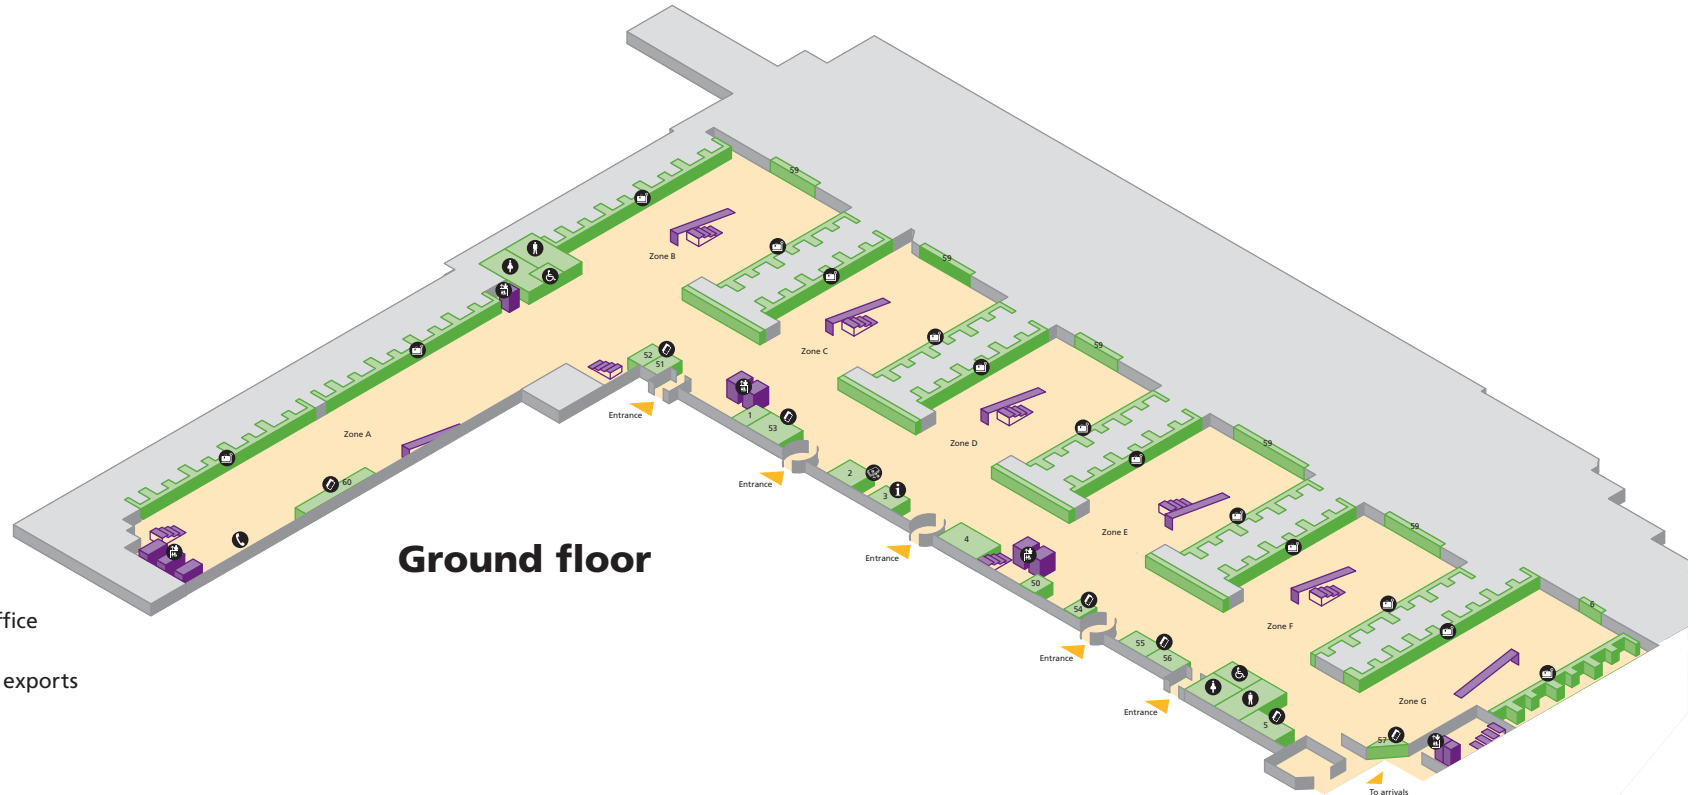 59
Zone B
59
Zone C
52
51
59
Entrance
1
53
Zone A
Zone D
59
Entrance
2
60
3
Zone E
59
4
Entrance
Ground floor
50
54
6
ffice
Zone F
55
56
Entrance
exports
Zone G
Entrance
5
57
To arrivals